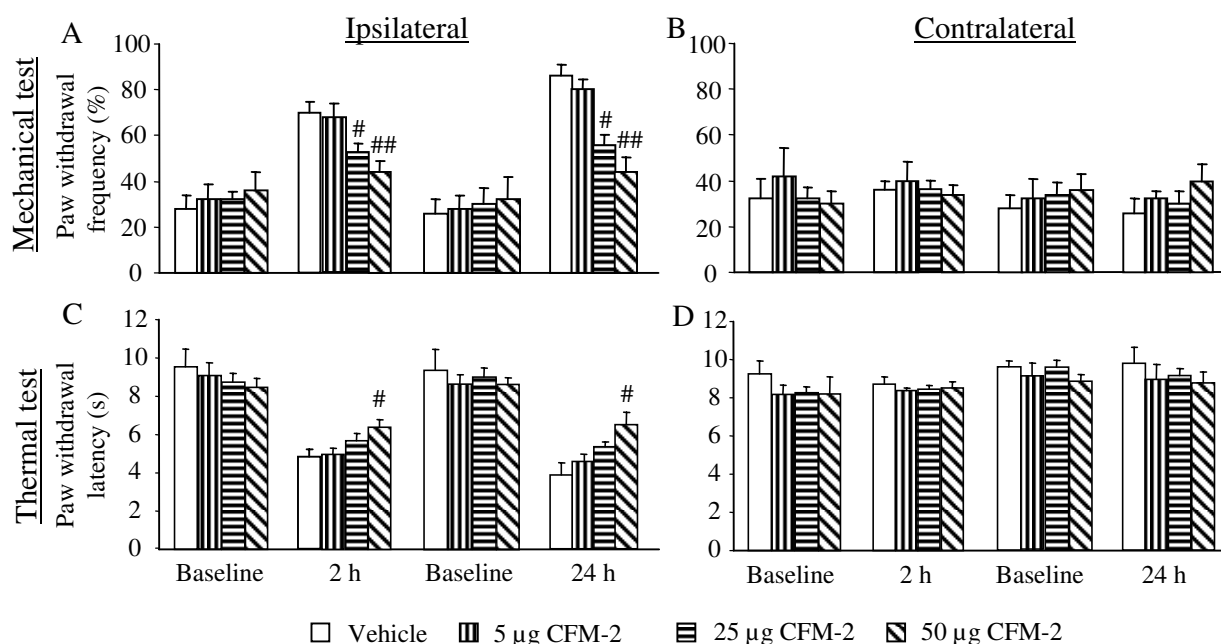 A
Ipsilateral
B
Contralateral
Mechanical test
Paw withdrawal
frequency (%)
100
80
60
40
20
0
#
##
#
##
100
80
60
40
20
0
C
D
Thermal test
Paw withdrawal
latency (s)
12
10
8
6
4
2
0
#
#
Baseline
2 h
Baseline
24 h
12
10
8
6
4
2
0
Baseline
2 h
Baseline
24 h
Vehicle
5 µg CFM-2
25 µg CFM-2
50 µg CFM-2